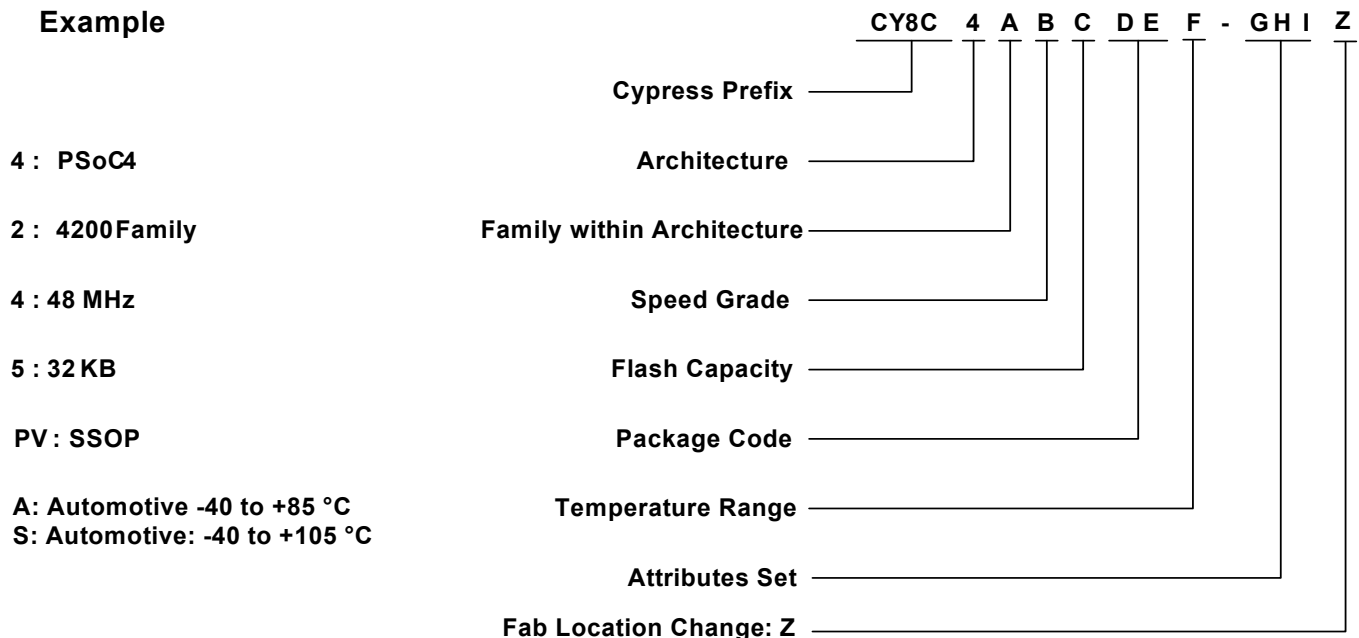 Example CY8C 4 A B C D E F - G H I Z
Cypress Prefix
4 : PSoC4 Architecture
2 : 4200 Family Family within Architecture
4 : 48 MHz Speed Grade
5 : 32 KB Flash Capacity
PV : SSOP Package Code
A: Automotive -40 to +85 °C Temperature Range
S: Automotive: -40 to +105 °C
Attributes Set
Fab Location Change: Z